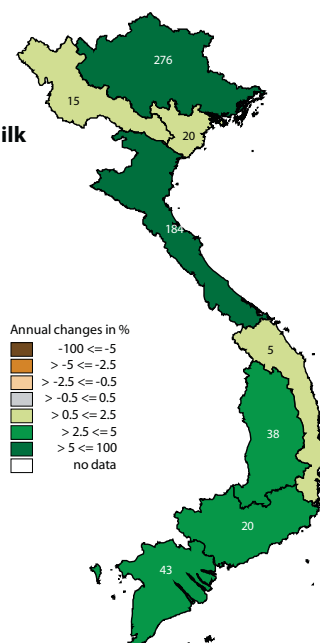 276
15
ilk
20
184
5
Annual changes in %
-100 <= -5
> -5 <= -2.5
> -2.5 <= -0.5
> -0.5 <= 0.5
> 0.5 <= 2.5
> 2.5 <= 5
> 5 <= 100
no data
38
20
43